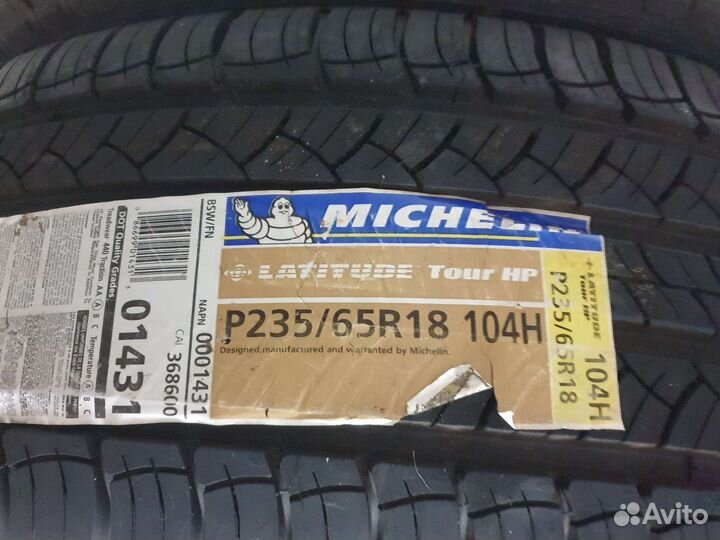 MICHELIN
LATITUDE Tour HP
P235/65R18 104H
Designed, manufactured and warranted by Michelin.
LATITUDE
Tour HP
P235/65R18
104H
BSW/FN
NAPN 0001431
CAI 368600
01431
DOT Quality Grades
Treadwear 440 Traction AA A B C Temperature A B C
Avito